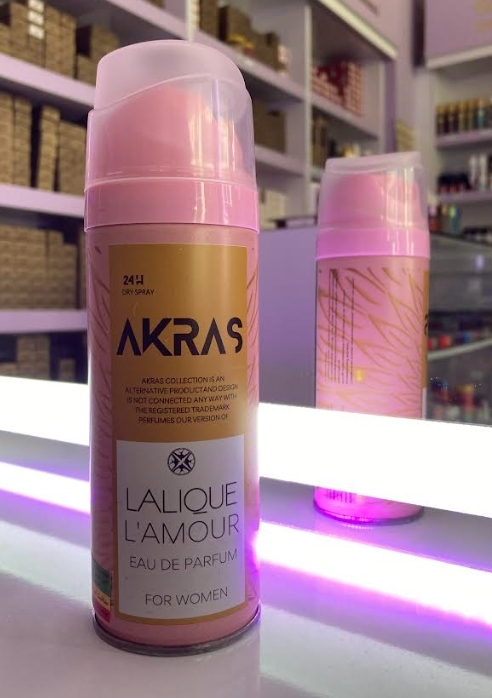 24H
DRY SPRAY
AKRAS
AKRAS COLLECTION IS AN
ALTERNATIVE PRODUCT AND DESIGN
IS NOT CONNECTED ANY WAY WITH
THE REGISTERED TRADEMARK
PERFUMES OUR VERSION OF
LALIQUE
L'AMOUR
EAU DE PARFUM
FOR WOMEN